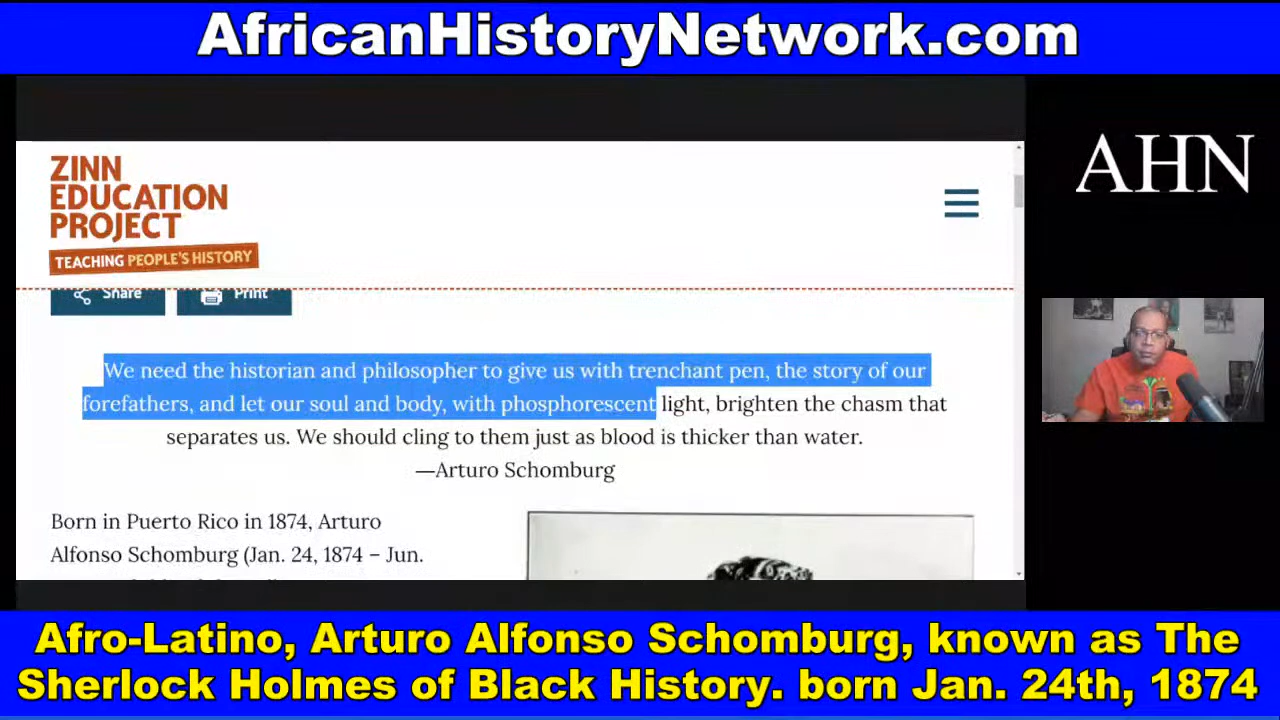 AfricanHistoryNetwork.com
AHN
ZINN
EDUCATION
PROJECT
TEACHING PEOPLE'S HISTORY
Share
Print
We need the historian and philosopher to give us with trenchant pen, the story of our
forefathers, and let our soul and body, with phosphorescent light, brighten the chasm that
separates us. We should cling to them just as blood is thicker than water.
—Arturo Schomburg
Born in Puerto Rico in 1874, Arturo
Alfonso Schomburg (Jan. 24, 1874 – Jun.
Afro-Latino, Arturo Alfonso Schomburg, known as The
Sherlock Holmes of Black History. born Jan. 24th, 1874